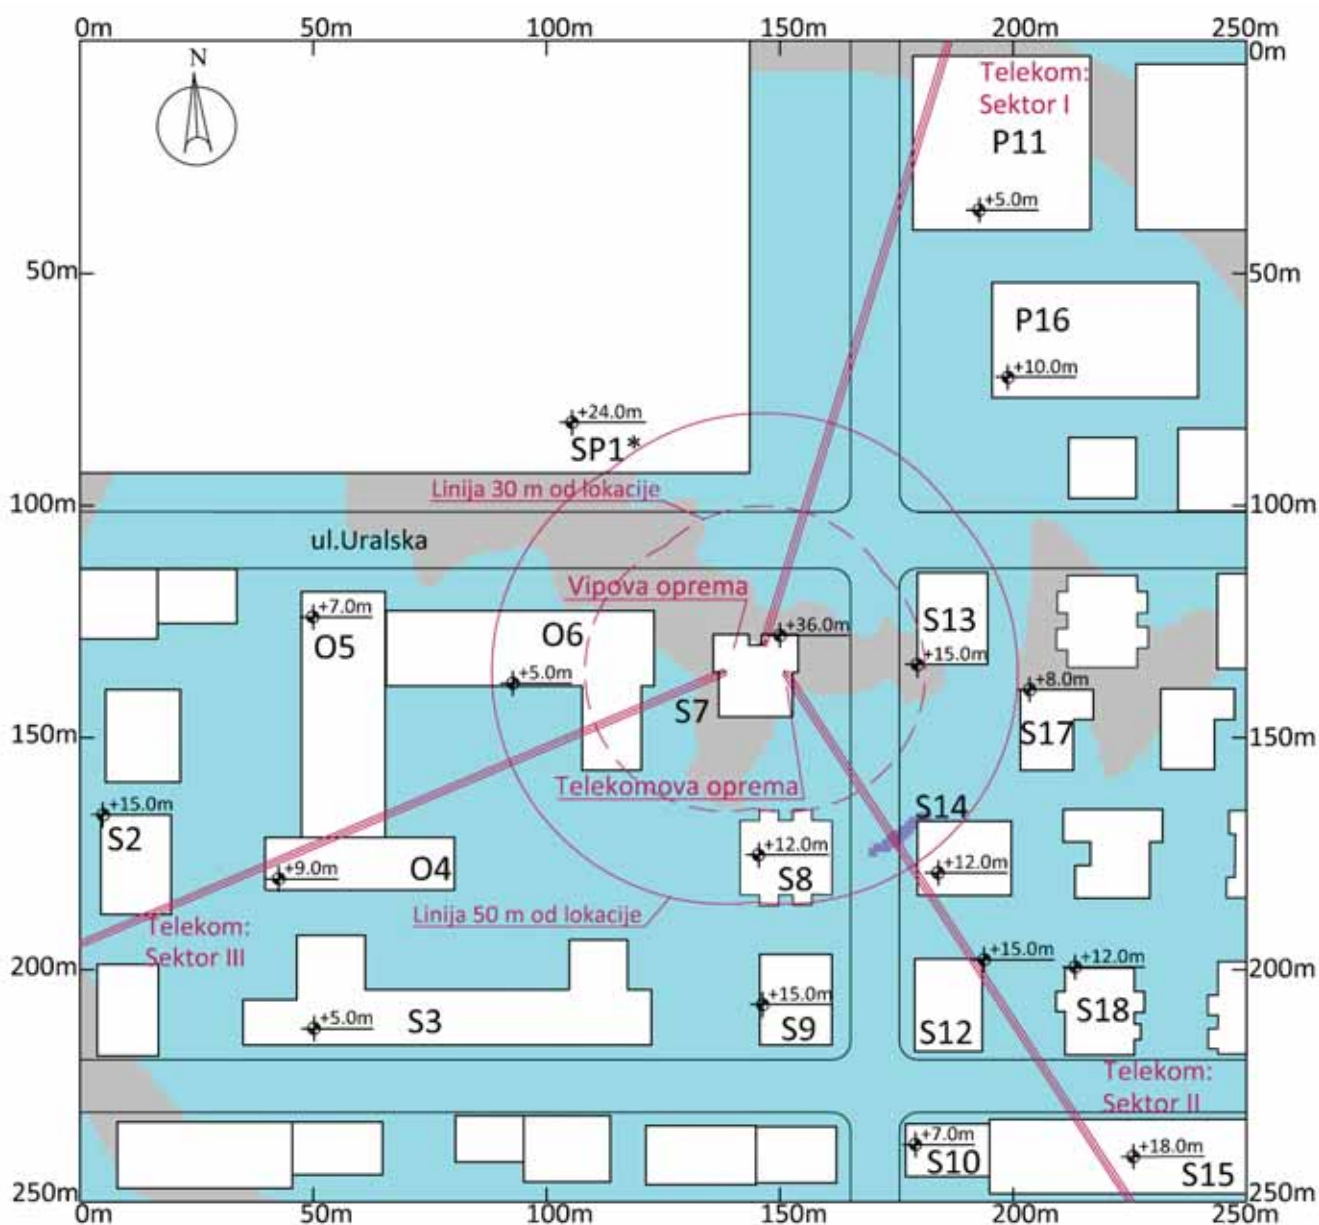 0m 50m 100m 150m 200m 250m
0m
N
Telekom:
Sektor I
P11
+5.0m
50m 50m
P16
+10.0m
+24.0m
SP1*
Linija 30 m od lokacije
100m 100m
ul.Uralska
Vipova oprema
+7.0m
O5
O6
+5.0m
+36.0m
S13
+15.0m
+8.0m
S7
S17
150m 150m
Telekomova oprema
+15.0m
S2
S14
+12.0m
S8
+12.0m
O4
+9.0m
Linija 50 m od lokacije
Telekom:
Sektor III
200m 200m
+15.0m
+12.0m
+15.0m
S9
+5.0m
S3
S12
S18
Telekom:
Sektor II
+7.0m
S10
+18.0m
S15
250m 250m
0m 50m 100m 150m 200m 250m